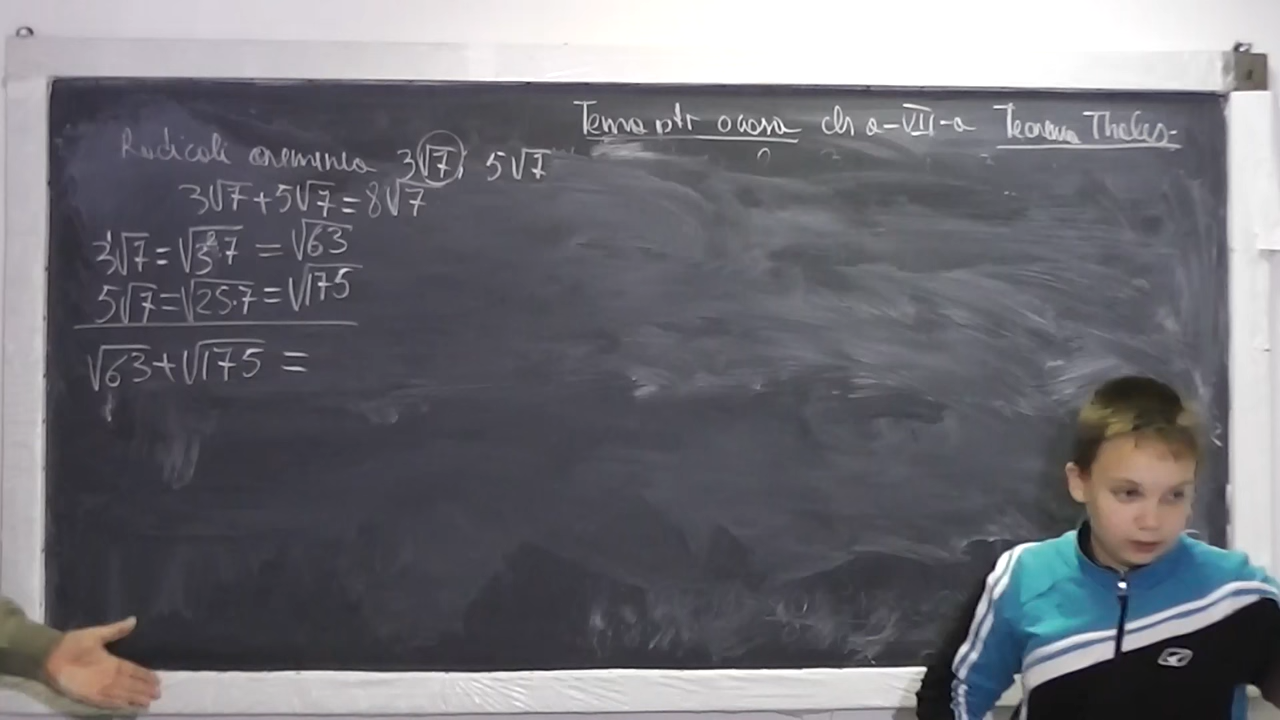 Tema ptr acasa cls a-VII-a Teorema Thales
Radicali asemenea 3√7; 5√7
3√7+5√7=8√7
3√7=√3²·7 = √63
5√7=√25·7=√175
√63+√175 =